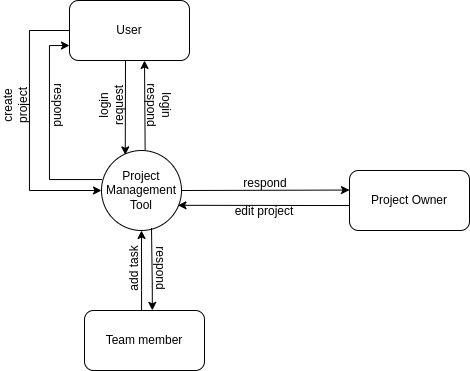 User
create
project
respond
login
request
login
respond
Project
Management
Tool
respond
edit project
Project Owner
add task
respond
Team member